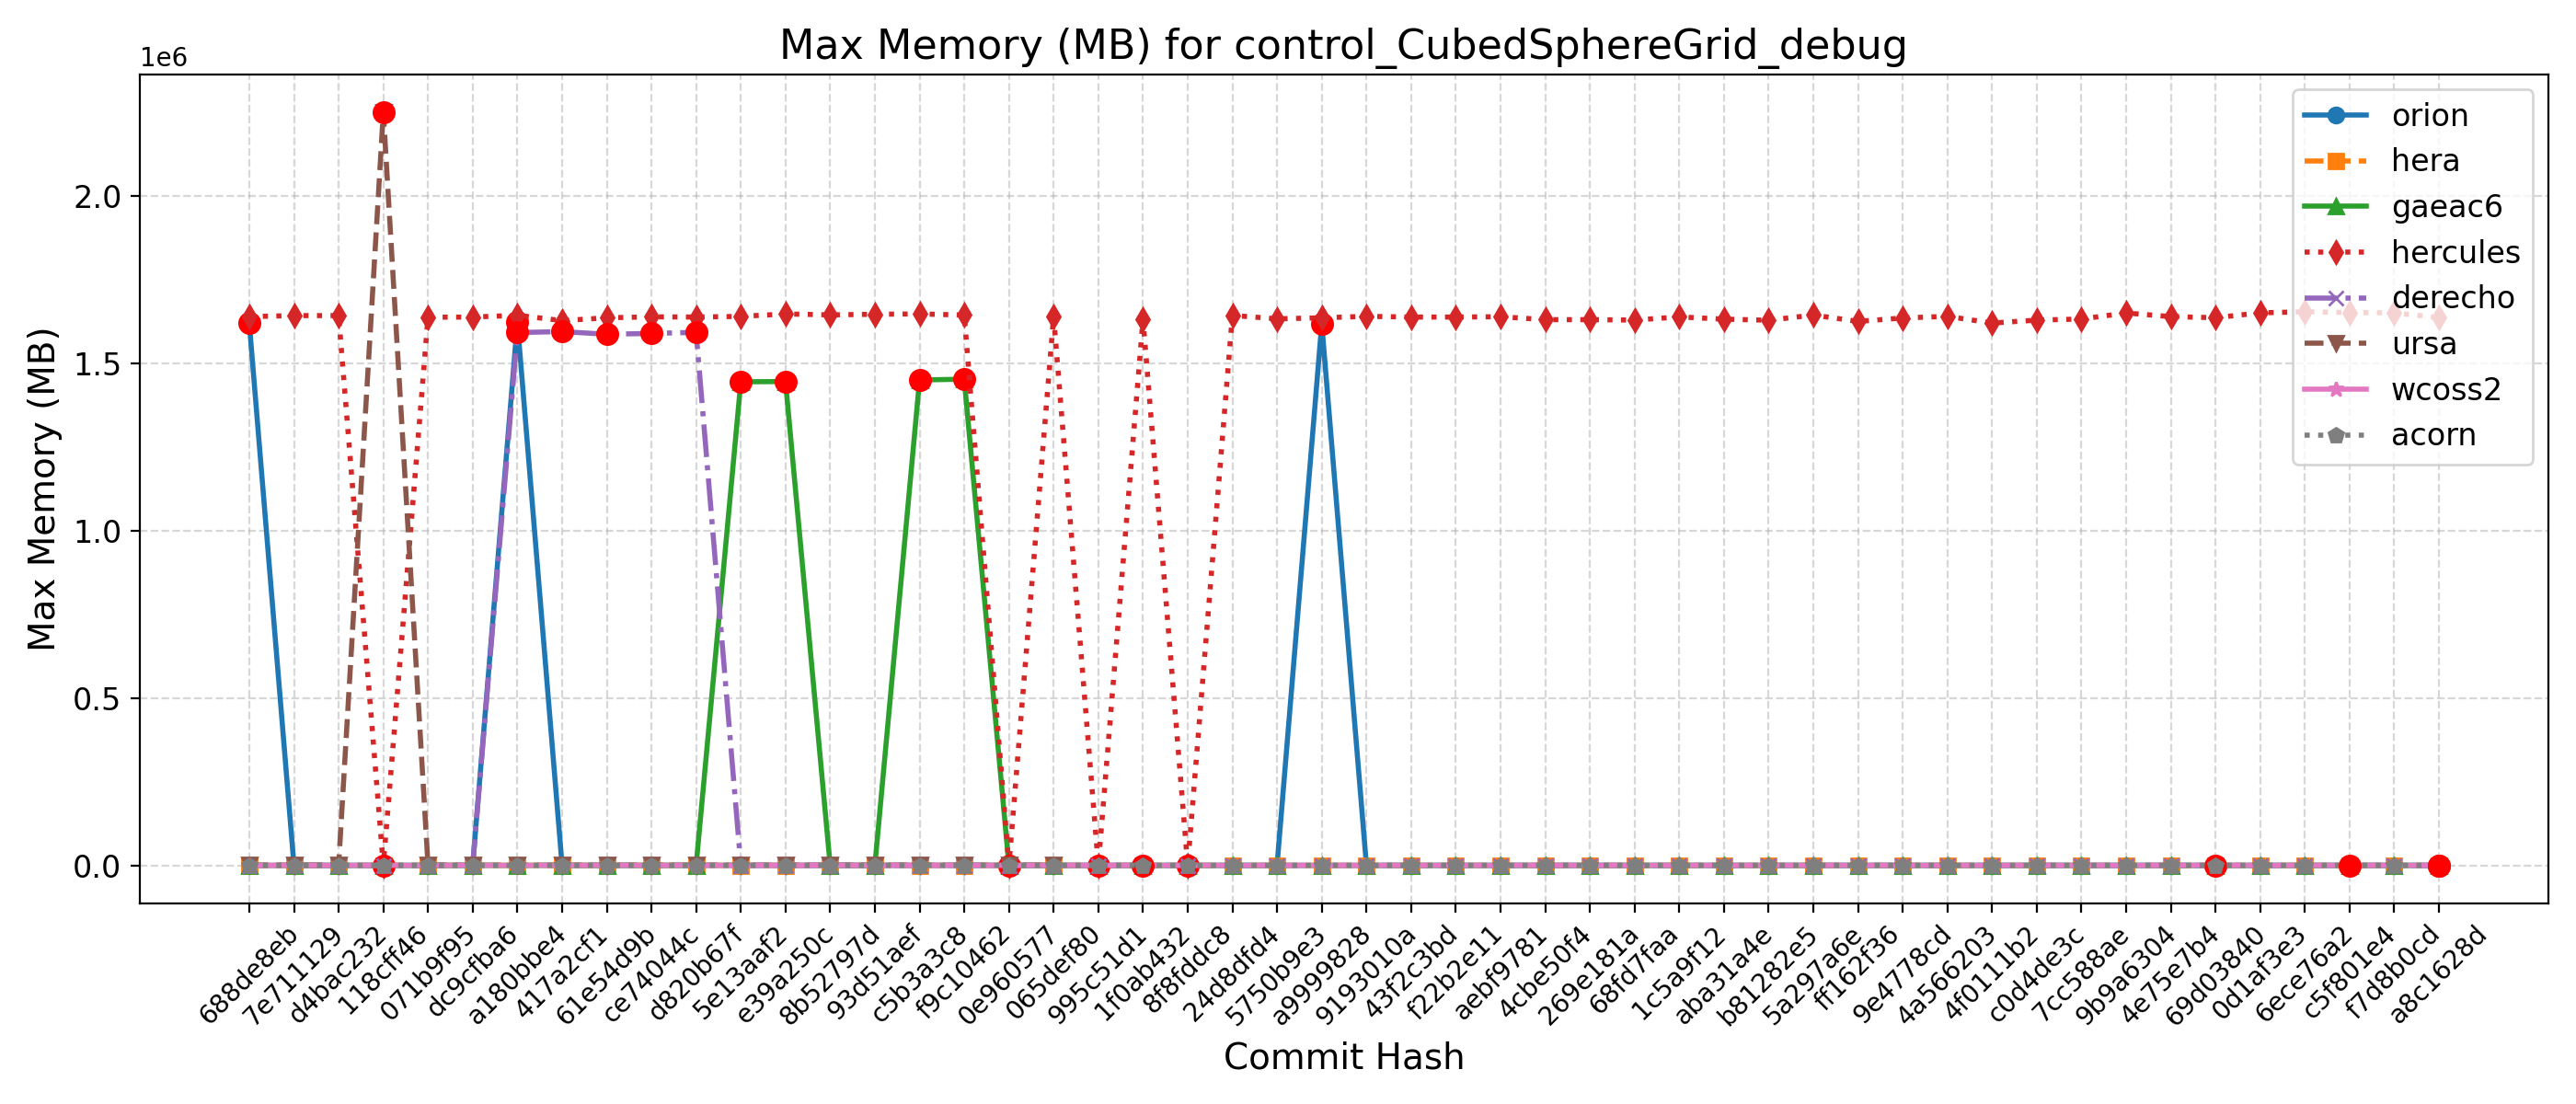 Max Memory (MB) for control_CubedSphereGrid_debug
1e6
Max Memory (MB)
2.0
1.5
1.0
0.5
0.0
orion
hera
gaeac6
hercules
derecho
ursa
wcoss2
acorn
688de8eb
7e711129
d4bac232
118cff46
071b9f95
dc9cfba6
a180bbe4
417a2cf1
61e54d9b
ce74044c
d820b67f
5e13aaf2
e39a250c
8b52797d
93d51aef
c5b3a3c8
f9c10462
0e960577
065def80
995c51d1
1f0ab432
8f8fddc8
24d8dfd4
5750b9e3
a9999828
9193010a
43f2c3bd
f22b2e11
aebf9781
4cbe50f4
269e181a
68fd7faa
1c5a9f12
aba31a4e
b81282e5
5a297a6e
ff162f36
9e4778cd
4a566203
4f0111b2
c0d4de3c
7cc588ae
9b9a6304
4e75e7b4
69d03840
0d1af3e3
6ece76a2
c5f801e4
f7d8b0cd
a8c1628d
Commit Hash